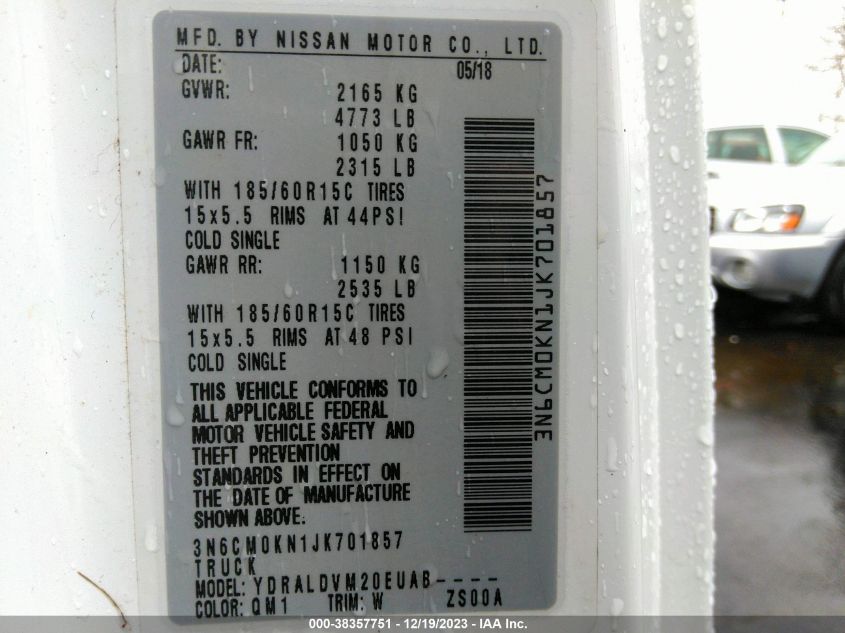 MFD. BY NISSAN MOTOR CO., LTD.
DATE: 05/18
GVWR: 2165 KG
4773 LB
GAWR FR: 1050 KG
2315 LB
WITH 185/60R15C TIRES
15x5.5 RIMS AT 44PSI
COLD SINGLE
GAWR RR: 1150 KG
2535 LB
WITH 185/60R15C TIRES
15x5.5 RIMS AT 48 PSI
COLD SINGLE
THIS VEHICLE CONFORMS TO
ALL APPLICABLE FEDERAL
MOTOR VEHICLE SAFETY AND
THEFT PREVENTION
STANDARDS IN EFFECT ON
THE DATE OF MANUFACTURE
SHOWN ABOVE.
3N6CM0KN1JK701857
TRUCK
MODEL: YDRALDVM20EUAB----
COLOR: QM1 TRIM: W ZS00A
3N6CM0KN1JK701857
000-38357751 - 12/19/2023 - IAA Inc.